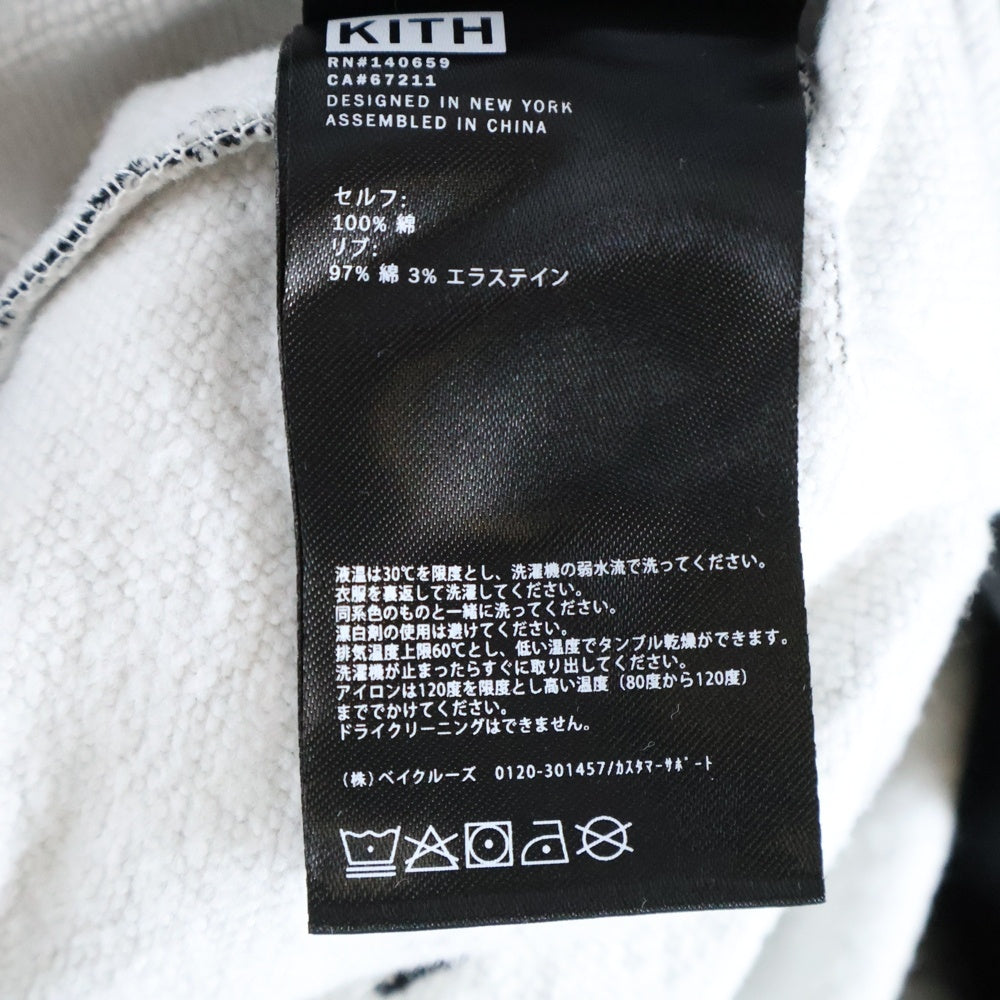 KITH
RN#140659
CA#67211
DESIGNED IN NEW YORK
ASSEMBLED IN CHINA
セルフ:
100% 綿
リブ:
97% 綿 3% エラステイン
液温は30℃を限度とし、洗濯機の弱水流で洗ってください。
衣服を裏返して洗濯してください。
同系色のものと一緒に洗ってください。
漂白剤の使用は避けてください。
排気温度上限60℃とし、低い温度でタンブル乾燥ができます。
洗濯機が止まったらすぐに取り出してください。
アイロンは120度を限度とし高い温度（80度から120度）
まででかけてください。
ドライクリーニングはできません。
（株）ベイクルーズ 0120-301457/ｶｽﾀﾏｰｻﾎﾟｰﾄ